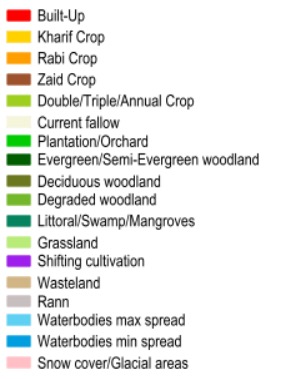 Built-Up
Kharif Crop
Rabi Crop
Zaid Crop
Double/Triple/Annual Crop
Current fallow
Plantation/Orchard
Evergreen/Semi-Evergreen woodland
Deciduous woodland
Degraded woodland
Littoral/Swamp/Mangroves
Grassland
Shifting cultivation
Wasteland
Rann
Waterbodies max spread
Waterbodies min spread
Snow cover/Glacial areas